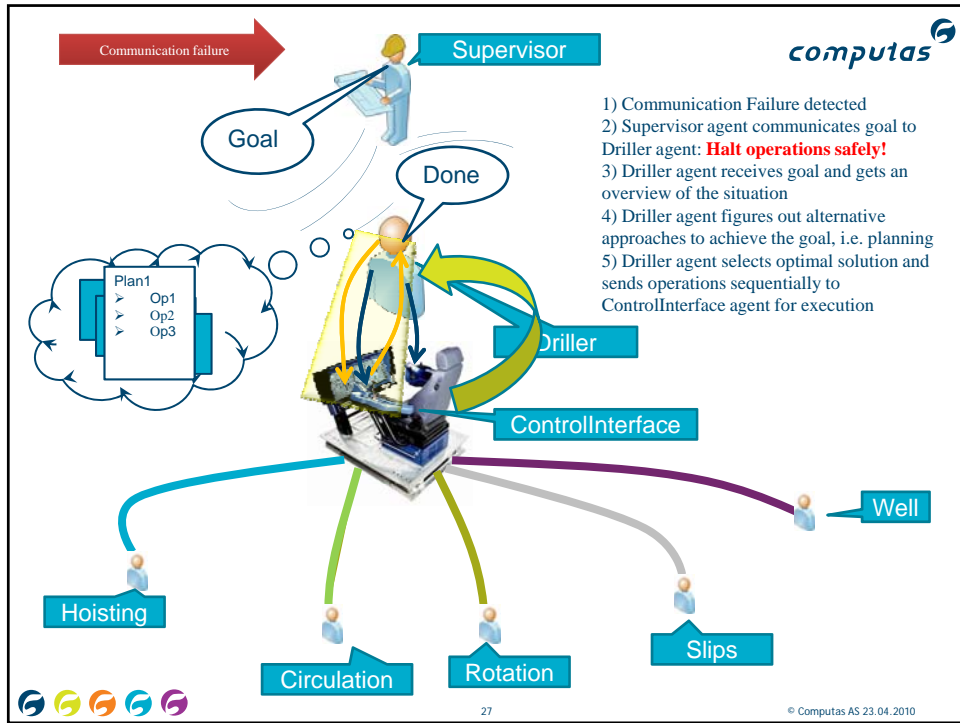 Communication failure
Supervisor
computas
Goal
Done
1) Communication Failure detected
2) Supervisor agent communicates goal to
Driller agent: Halt operations safely!
3) Driller agent receives goal and gets an
overview of the situation
4) Driller agent figures out alternative
approaches to achieve the goal, i.e. planning
5) Driller agent selects optimal solution and
sends operations sequentially to
ControlInterface agent for execution
Plan1
➢ Op1
➢ Op2
➢ Op3
Driller
ControlInterface
Well
Hoisting
Slips
Circulation
Rotation
27
© Computas AS 23.04.2010